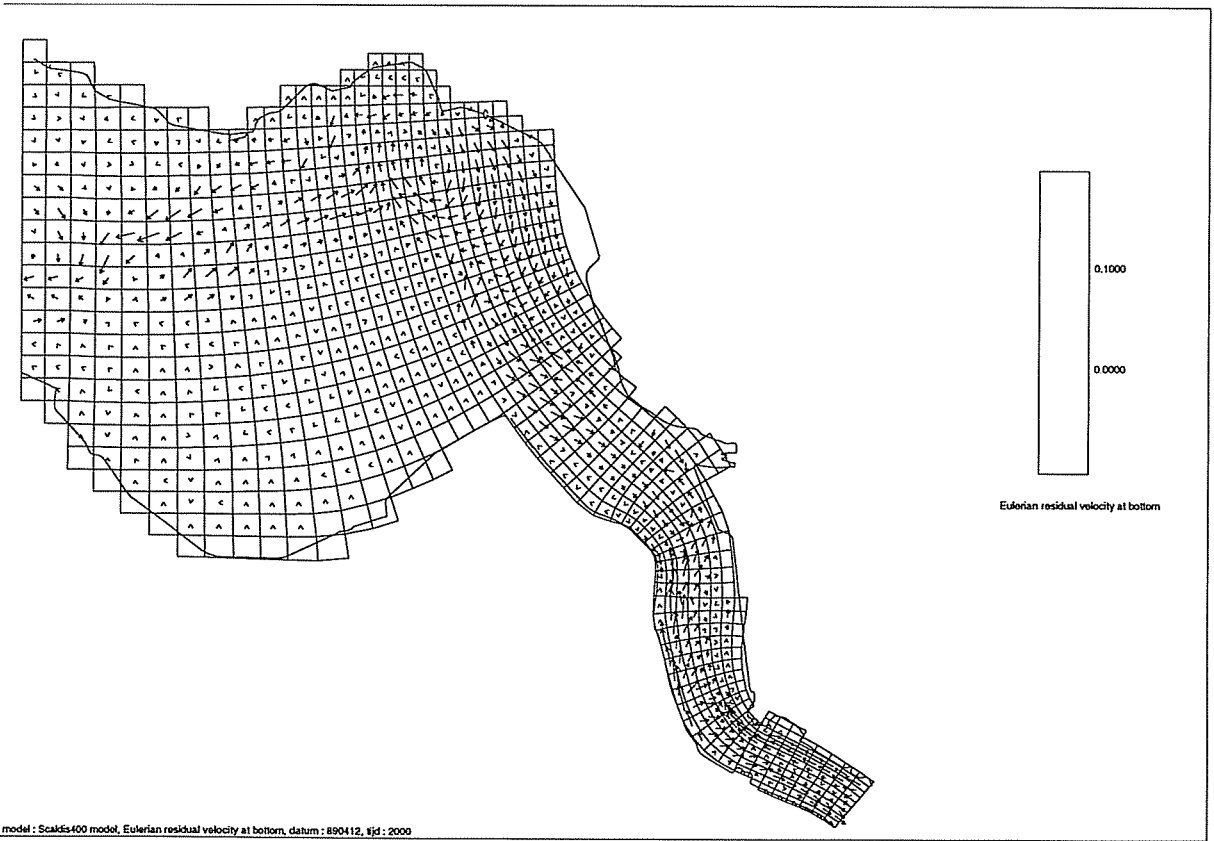 0.1000
0.0000
Eulerian residual velocity at bottom
model : Scaldis400 model, Eulerian residual velocity at bottom, datum : 890412, tijd : 2000